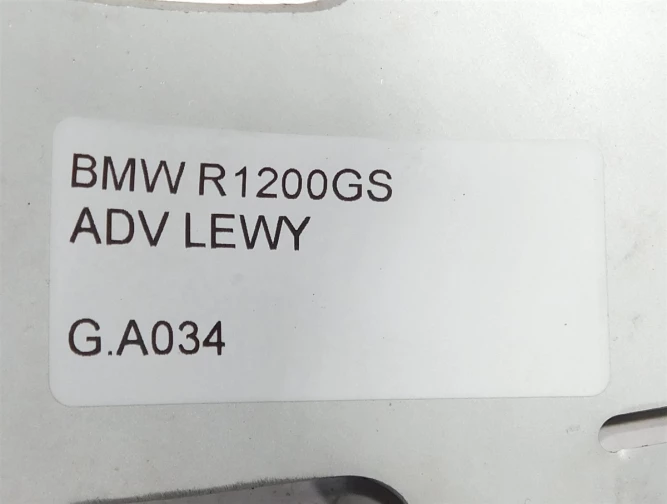 BMW R1200GS
ADV LEWY
G.A034